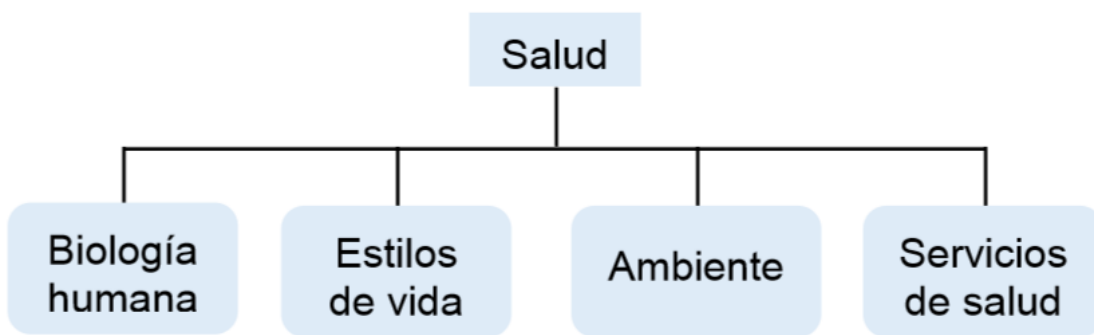 Salud
Biología
humana
Estilos
de vida
Ambiente
Servicios
de salud